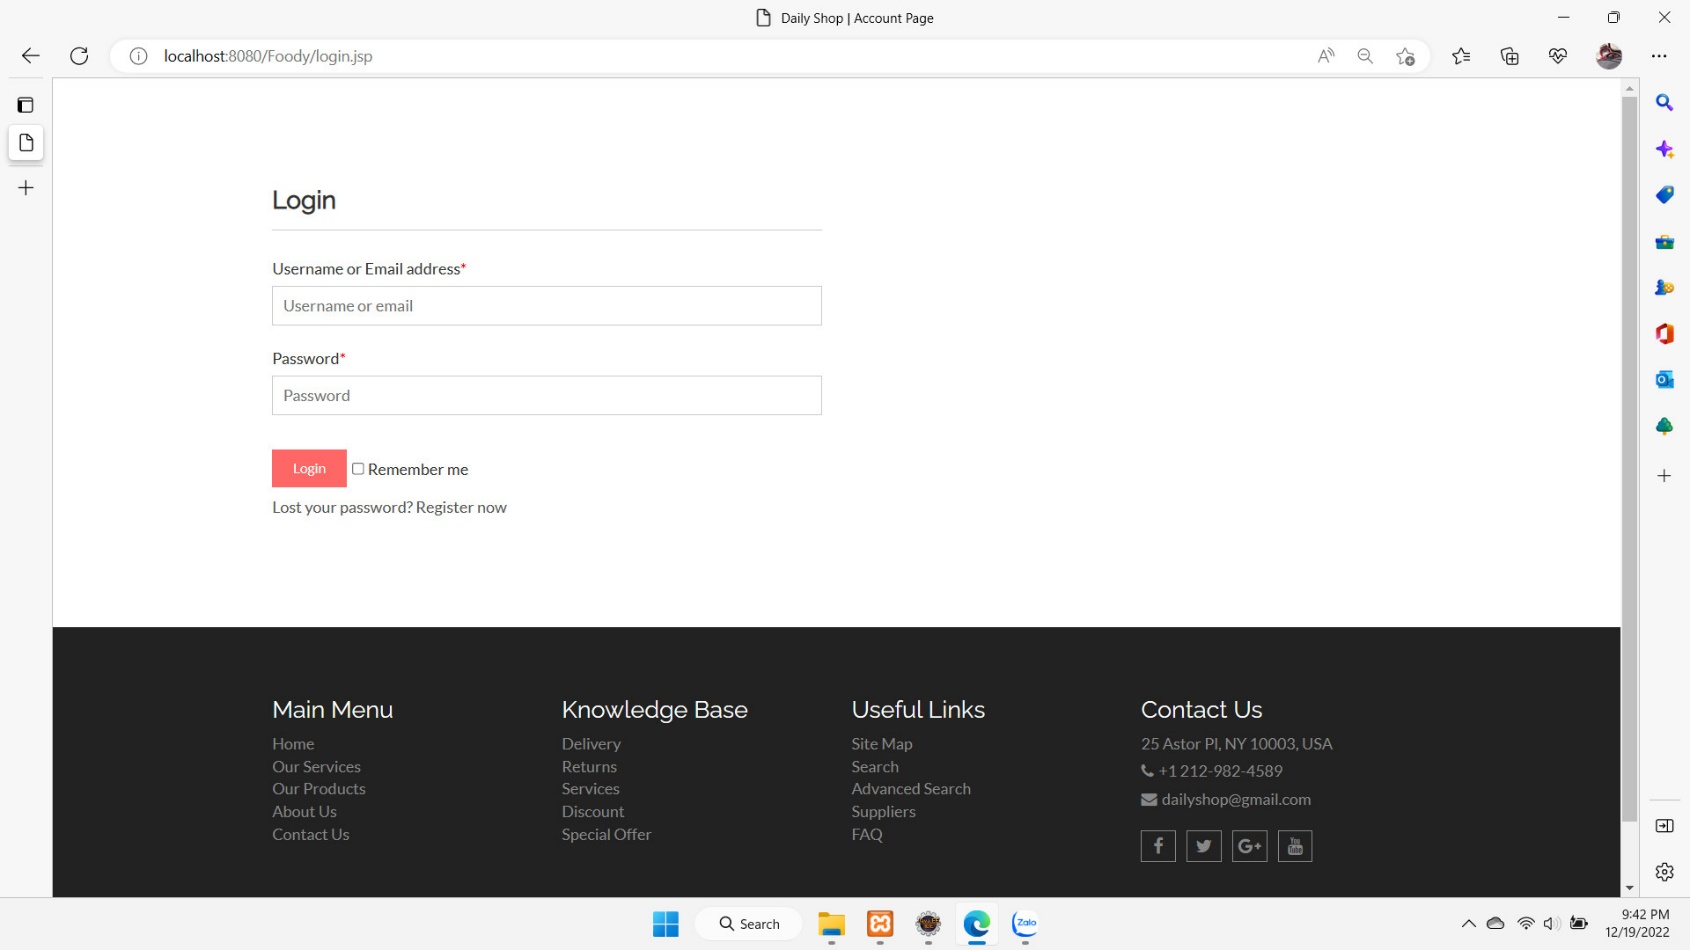 Daily Shop | Account Page
localhost:8080/Foody/login.jsp
Login
Username or Email address*
Username or email
Password*
Password
Login Remember me
Lost your password? Register now
Main Menu
Home
Our Services
Our Products
About Us
Contact Us
Knowledge Base
Delivery
Returns
Services
Discount
Special Offer
Useful Links
Site Map
Search
Advanced Search
Suppliers
FAQ
Contact Us
25 Astor Pl, NY 10003, USA
+1 212-982-4589
dailyshop@gmail.com
You Tube
Search
Zalo
9:42 PM
12/19/2022